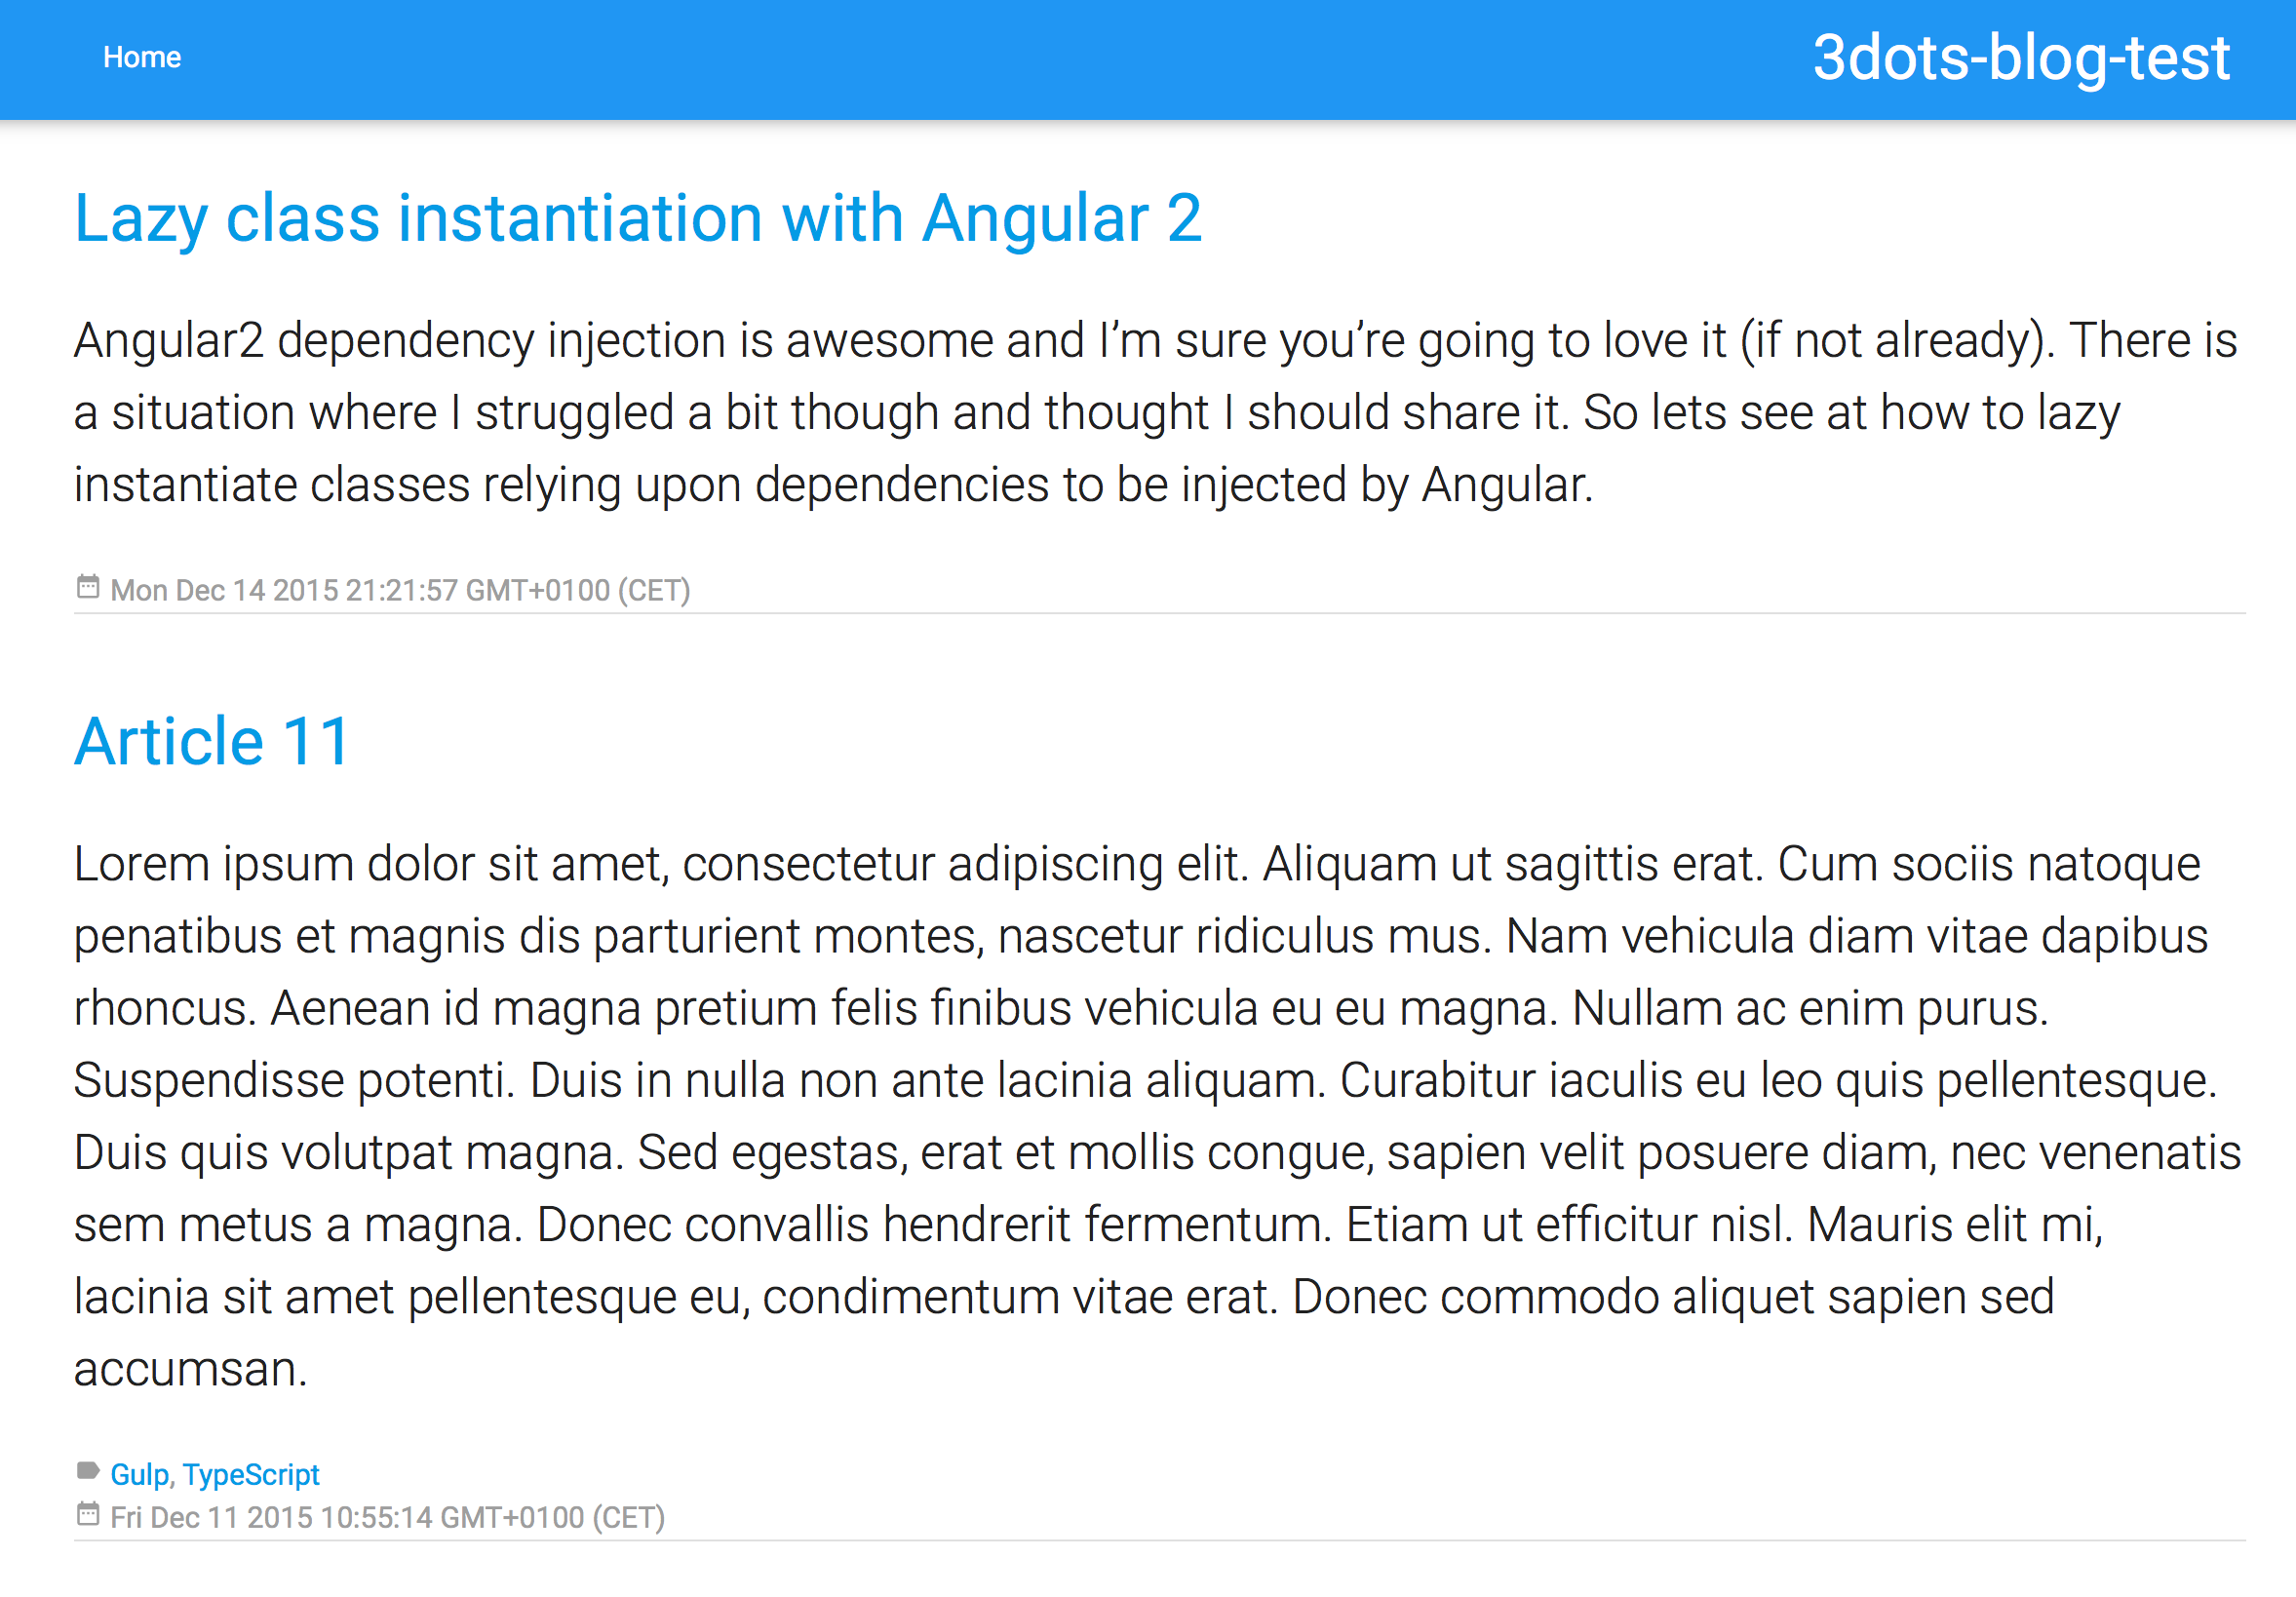 Home
3dots-blog-test
Lazy class instantiation with Angular 2
Angular2 dependency injection is awesome and I’m sure you’re going to love it (if not already). There is
a situation where I struggled a bit though and thought I should share it. So lets see at how to lazy
instantiate classes relying upon dependencies to be injected by Angular.
Mon Dec 14 2015 21:21:57 GMT+0100 (CET)
Article 11
Lorem ipsum dolor sit amet, consectetur adipiscing elit. Aliquam ut sagittis erat. Cum sociis natoque
penatibus et magnis dis parturient montes, nascetur ridiculus mus. Nam vehicula diam vitae dapibus
rhoncus. Aenean id magna pretium felis finibus vehicula eu eu magna. Nullam ac enim purus.
Suspendisse potenti. Duis in nulla non ante lacinia aliquam. Curabitur iaculis eu leo quis pellentesque.
Duis quis volutpat magna. Sed egestas, erat et mollis congue, sapien velit posuere diam, nec venenatis
sem metus a magna. Donec convallis hendrerit fermentum. Etiam ut efficitur nisl. Mauris elit mi,
lacinia sit amet pellentesque eu, condimentum vitae erat. Donec commodo aliquet sapien sed
accumsan.
Gulp, TypeScript
Fri Dec 11 2015 10:55:14 GMT+0100 (CET)